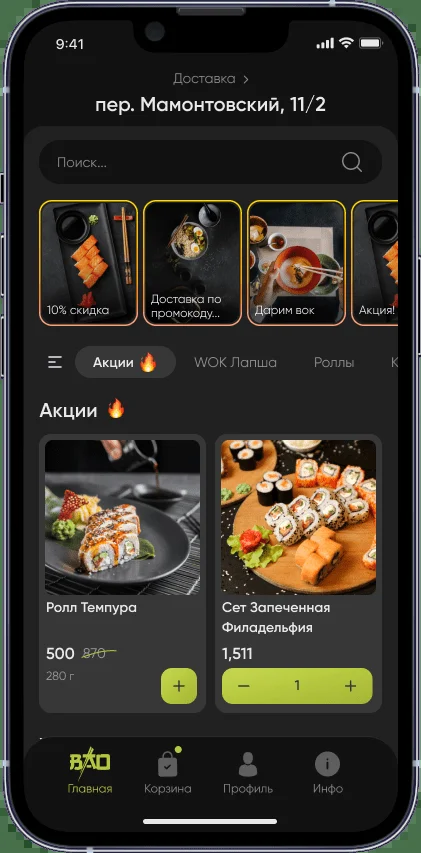 9:41
Доставка
пер. Мамонтовский, 11/2
Поиск...
10% скидка
Доставка по
промокоду...
Дарим вок
Акция!
Акции 🔥
WOK Лапша
Роллы
К
Акции 🔥
Ролл Темпура
500 870
280 г
+
Сет Запеченная
Филадельфия
1,511
− 1 +
ВАО
Главная
Корзина
Профиль
Инфо